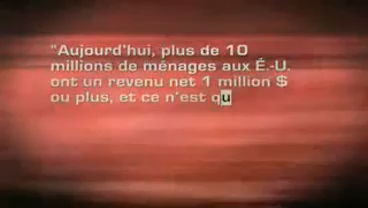 "Aujourd'hui, plus de 10
millions de ménages aux É.-U.
ont un revenu net 1 million $
ou plus, et ce n'est qu